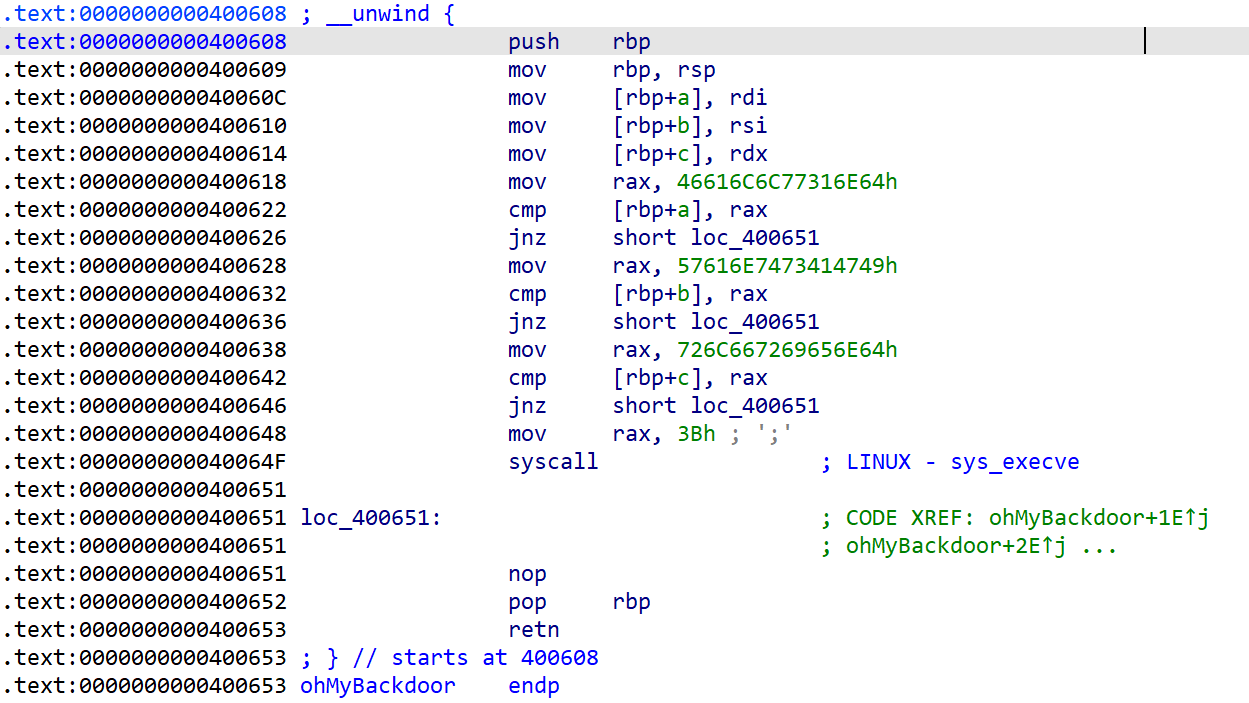 .text:0000000000400608 ; __unwind {
.text:0000000000400608 push rbp
.text:0000000000400609 mov rbp, rsp
.text:000000000040060C mov [rbp+a], rdi
.text:0000000000400610 mov [rbp+b], rsi
.text:0000000000400614 mov [rbp+c], rdx
.text:0000000000400618 mov rax, 46616C6C77316E64h
.text:0000000000400622 cmp [rbp+a], rax
.text:0000000000400626 jnz short loc_400651
.text:0000000000400628 mov rax, 57616E7473414749h
.text:0000000000400632 cmp [rbp+b], rax
.text:0000000000400636 jnz short loc_400651
.text:0000000000400638 mov rax, 726C667269656E64h
.text:0000000000400642 cmp [rbp+c], rax
.text:0000000000400646 jnz short loc_400651
.text:0000000000400648 mov rax, 3Bh ; ';'
.text:000000000040064F syscall ; LINUX - sys_execve
.text:0000000000400651
.text:0000000000400651 loc_400651: ; CODE XREF: ohMyBackdoor+1E↑j
.text:0000000000400651 ; ohMyBackdoor+2E↑j ...
.text:0000000000400651 nop
.text:0000000000400652 pop rbp
.text:0000000000400653 retn
.text:0000000000400653 ; } // starts at 400608
.text:0000000000400653 ohMyBackdoor endp